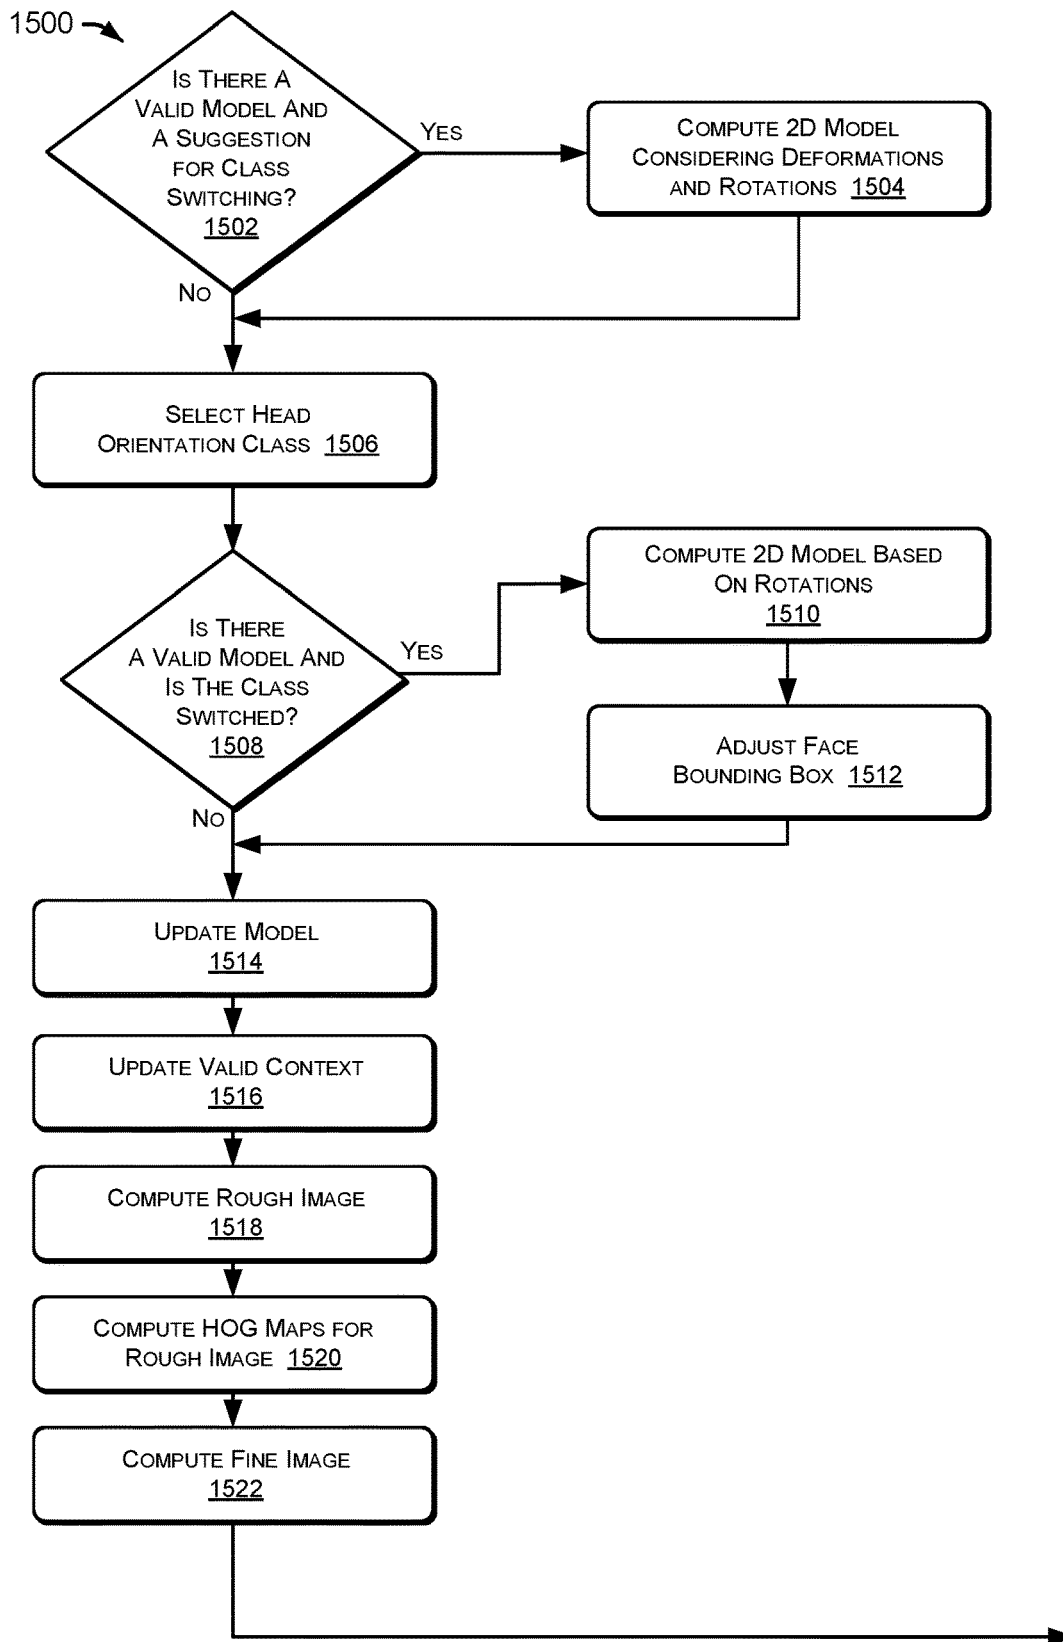 1500
IS THERE A
VALID MODEL AND
A SUGGESTION
FOR CLASS
SWITCHING?
1502
YES
COMPUTE 2D MODEL
CONSIDERING DEFORMATIONS
AND ROTATIONS 1504
NO
SELECT HEAD
ORIENTATION CLASS 1506
IS THERE
A VALID MODEL AND
IS THE CLASS
SWITCHED?
1508
YES
COMPUTE 2D MODEL BASED
ON ROTATIONS
1510
ADJUST FACE
BOUNDING BOX 1512
NO
UPDATE MODEL
1514
UPDATE VALID CONTEXT
1516
COMPUTE ROUGH IMAGE
1518
COMPUTE HOG MAPS FOR
ROUGH IMAGE 1520
COMPUTE FINE IMAGE
1522